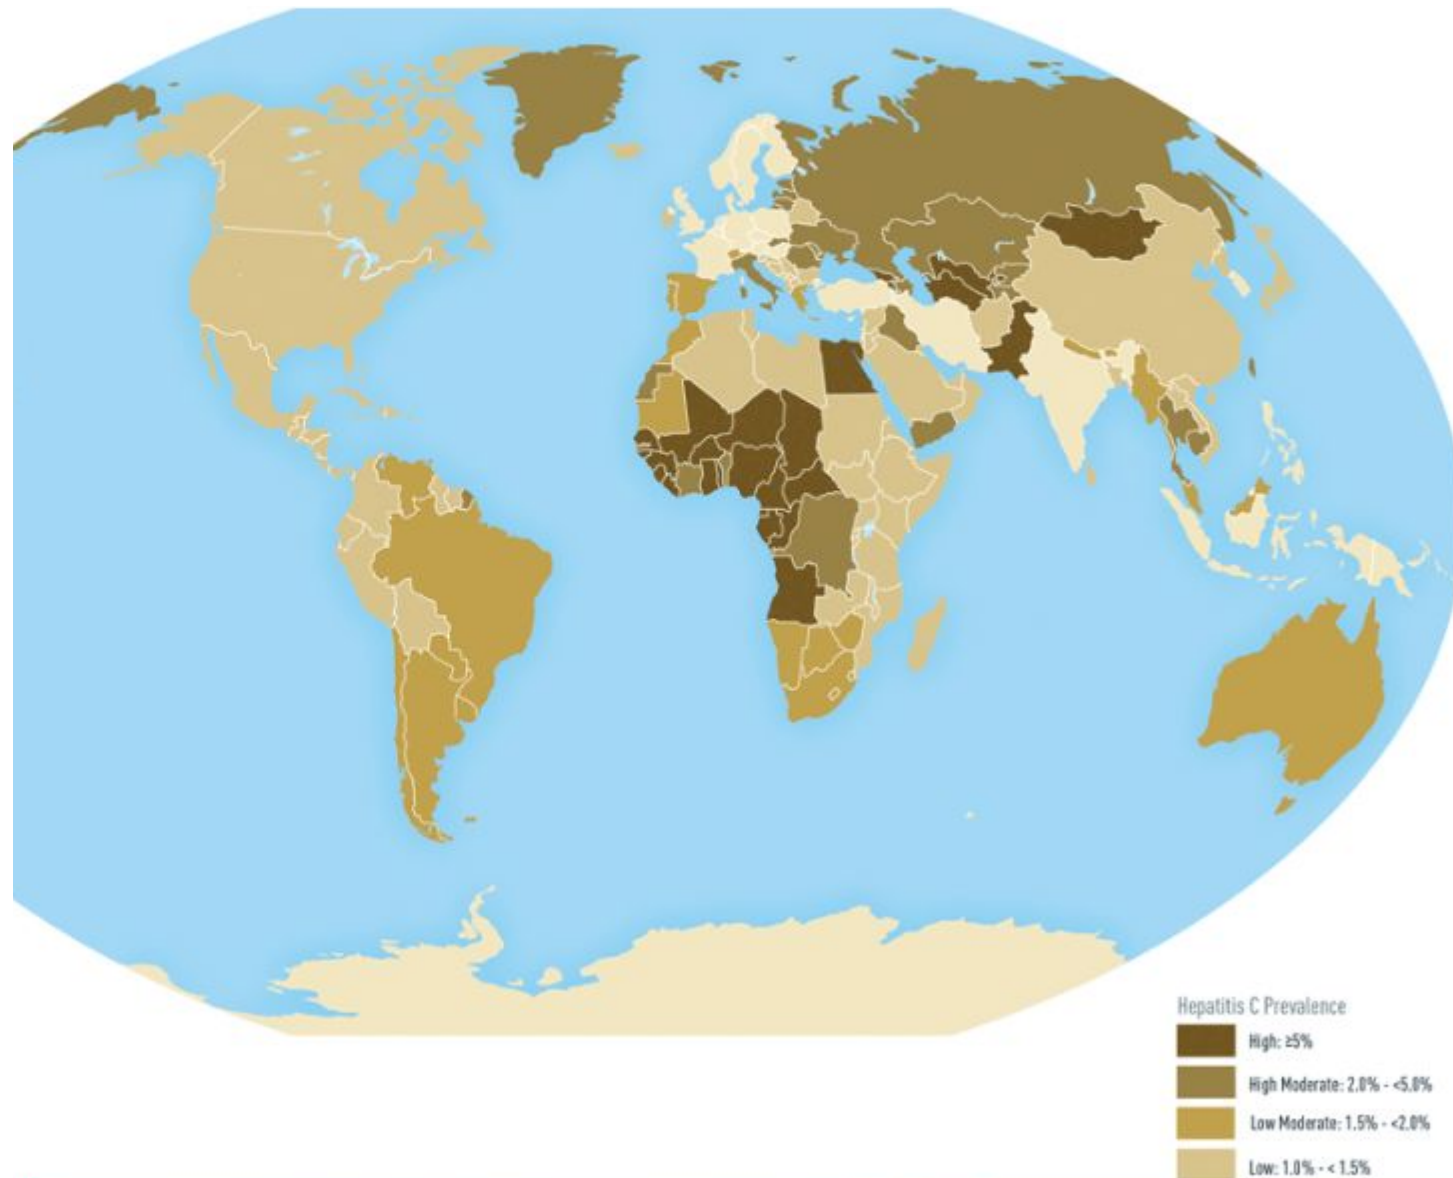 Hepatitis C Prevalence
High: ≥5%
High Moderate: 2.0% - <5.0%
Low Moderate: 1.5% - <2.0%
Low: 1.0% - < 1.5%